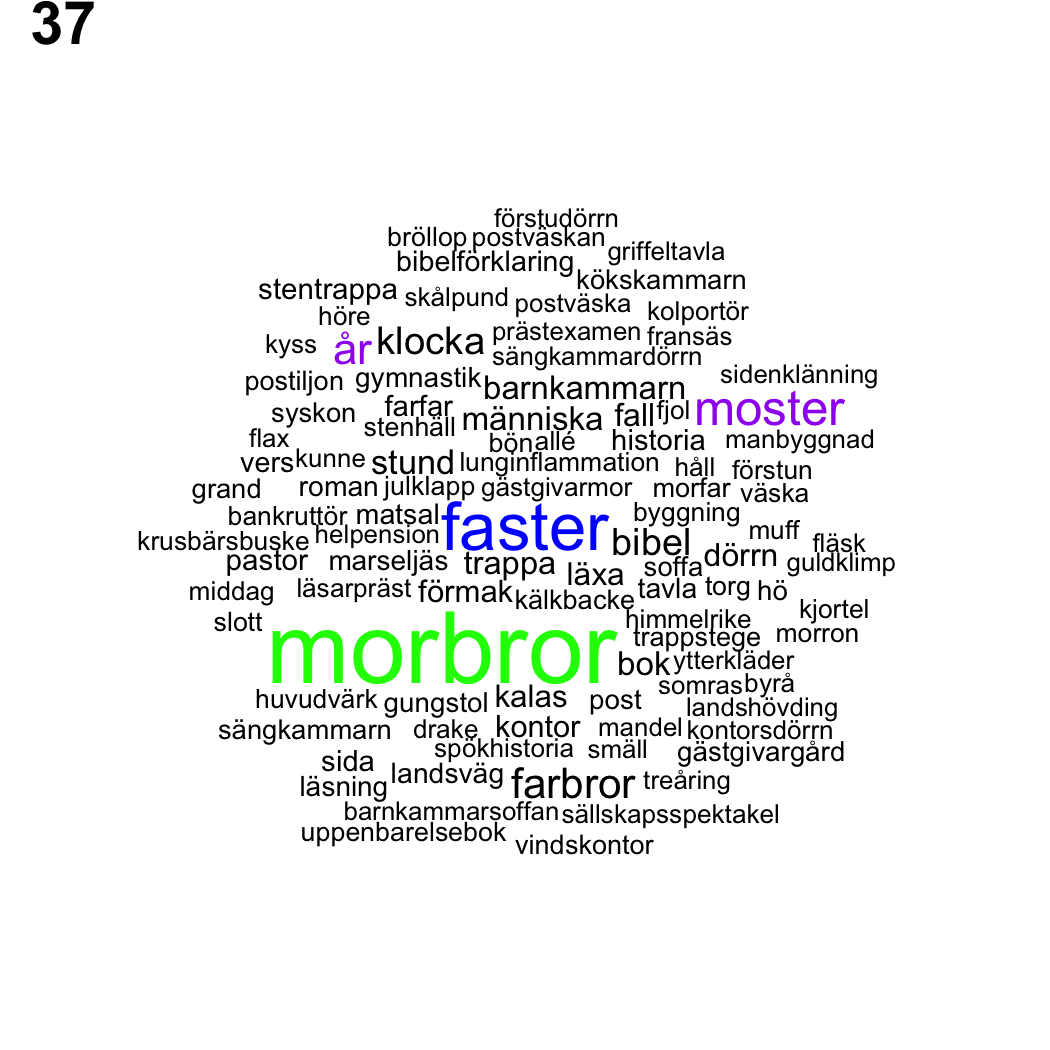 37
förstudörrn
bröllop postväskan griffeltavla
bibelförklaring kökskammarn
stentrappa skålpund postväska kolportör
höre prästexamen fransäs
kyss år klocka sängkammardörrn
postiljon gymnastik barnkammarn sidenklänning
syskon farfar människa fall fjol moster
stenhäll
flax bönallé historia manbyggnad
vers kunne stund lunginflammation håll förstun
grand roman julklapp gästgivarmor morfar väska
bankruttör matsal faster byggning muff
krusbärsbuske helpension bibel dörrn fläsk
pastor marseljäs trappa läxa soffa guldklimp
middag läsarpräst förmak kälkbacke tavla torg hö
slott morbror himmelrike kjortel
trappstege morron
bok ytterkläder
huvudvärk gungstol kalas post somras byrå
landshövding
sängkammarn drake kontor mandel kontorsdörrn
spökhistoria smäll gästgivargård
sida landsväg farbror treåring
läsning
barnkammarsoffan sällskapsspektakel
uppenbarelsebok vindskontor